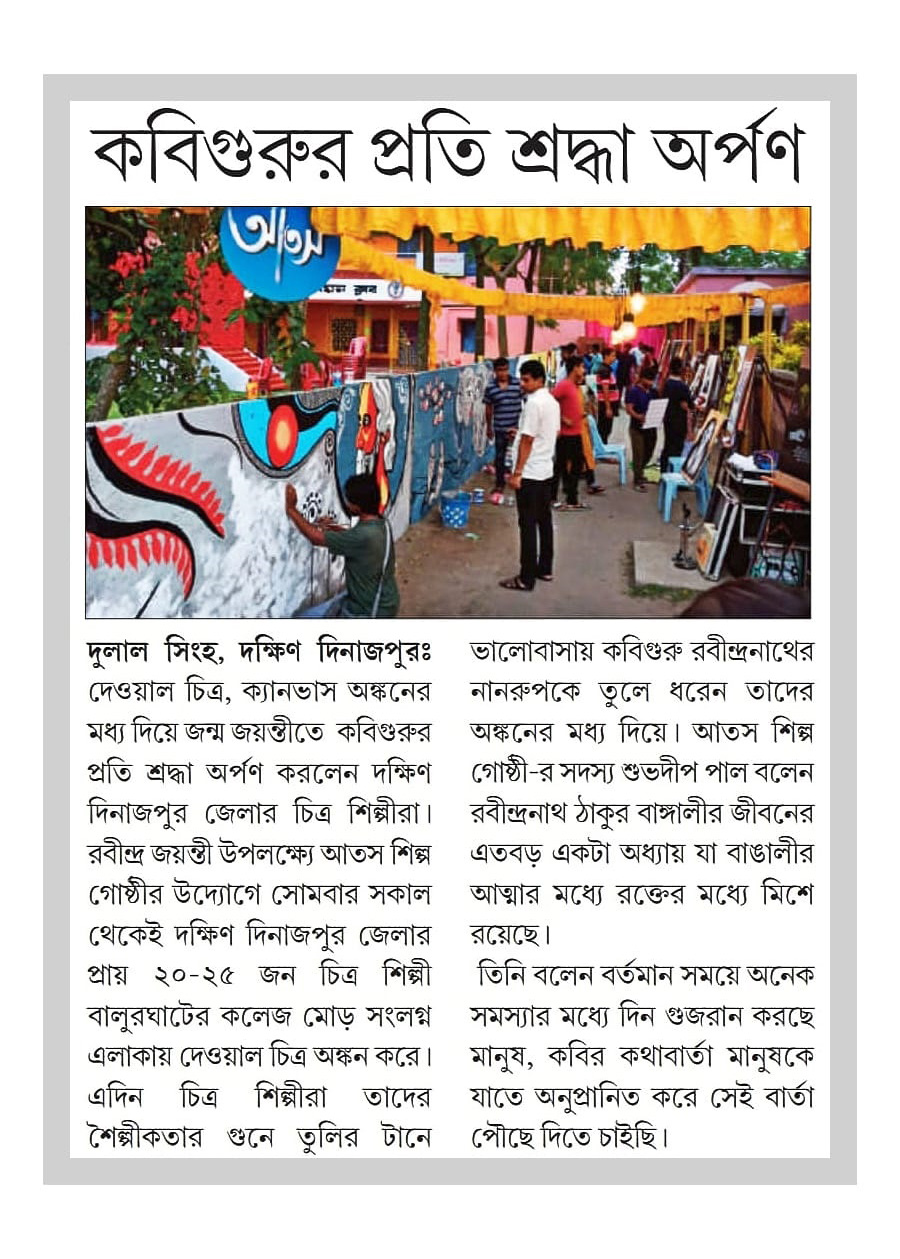 কবিগুরুর প্রতি শ্রদ্ধা অর্পণ
আতস
ক্লাব
দুলাল সিংহ, দক্ষিণ দিনাজপুরঃ
দেওয়াল চিত্র, ক্যানভাস অঙ্কনের
মধ্য দিয়ে জন্ম জয়ন্তীতে কবিগুরুর
প্রতি শ্রদ্ধা অর্পণ করলেন দক্ষিণ
দিনাজপুর জেলার চিত্র শিল্পীরা।
রবীন্দ্র জয়ন্তী উপলক্ষ্যে আতস শিল্প
গোষ্ঠীর উদ্যোগে সোমবার সকাল
থেকেই দক্ষিণ দিনাজপুর জেলার
প্রায় ২০-২৫ জন চিত্র শিল্পী
বালুরঘাটের কলেজ মোড় সংলগ্ন
এলাকায় দেওয়াল চিত্র অঙ্কন করে।
এদিন চিত্র শিল্পীরা তাদের
শৈল্পীকতার গুনে তুলির টানে
ভালোবাসায় কবিগুরু রবীন্দ্রনাথের
নানরুপকে তুলে ধরেন তাদের
অঙ্কনের মধ্য দিয়ে। আতস শিল্প
গোষ্ঠী-র সদস্য শুভদীপ পাল বলেন
রবীন্দ্রনাথ ঠাকুর বাঙ্গালীর জীবনের
এতবড় একটা অধ্যায় যা বাঙালীর
আত্মার মধ্যে রক্তের মধ্যে মিশে
রয়েছে।
তিনি বলেন বর্তমান সময়ে অনেক
সমস্যার মধ্যে দিন গুজরান করছে
মানুষ, কবির কথাবার্তা মানুষকে
যাতে অনুপ্রানিত করে সেই বার্তা
পৌছে দিতে চাইছি।